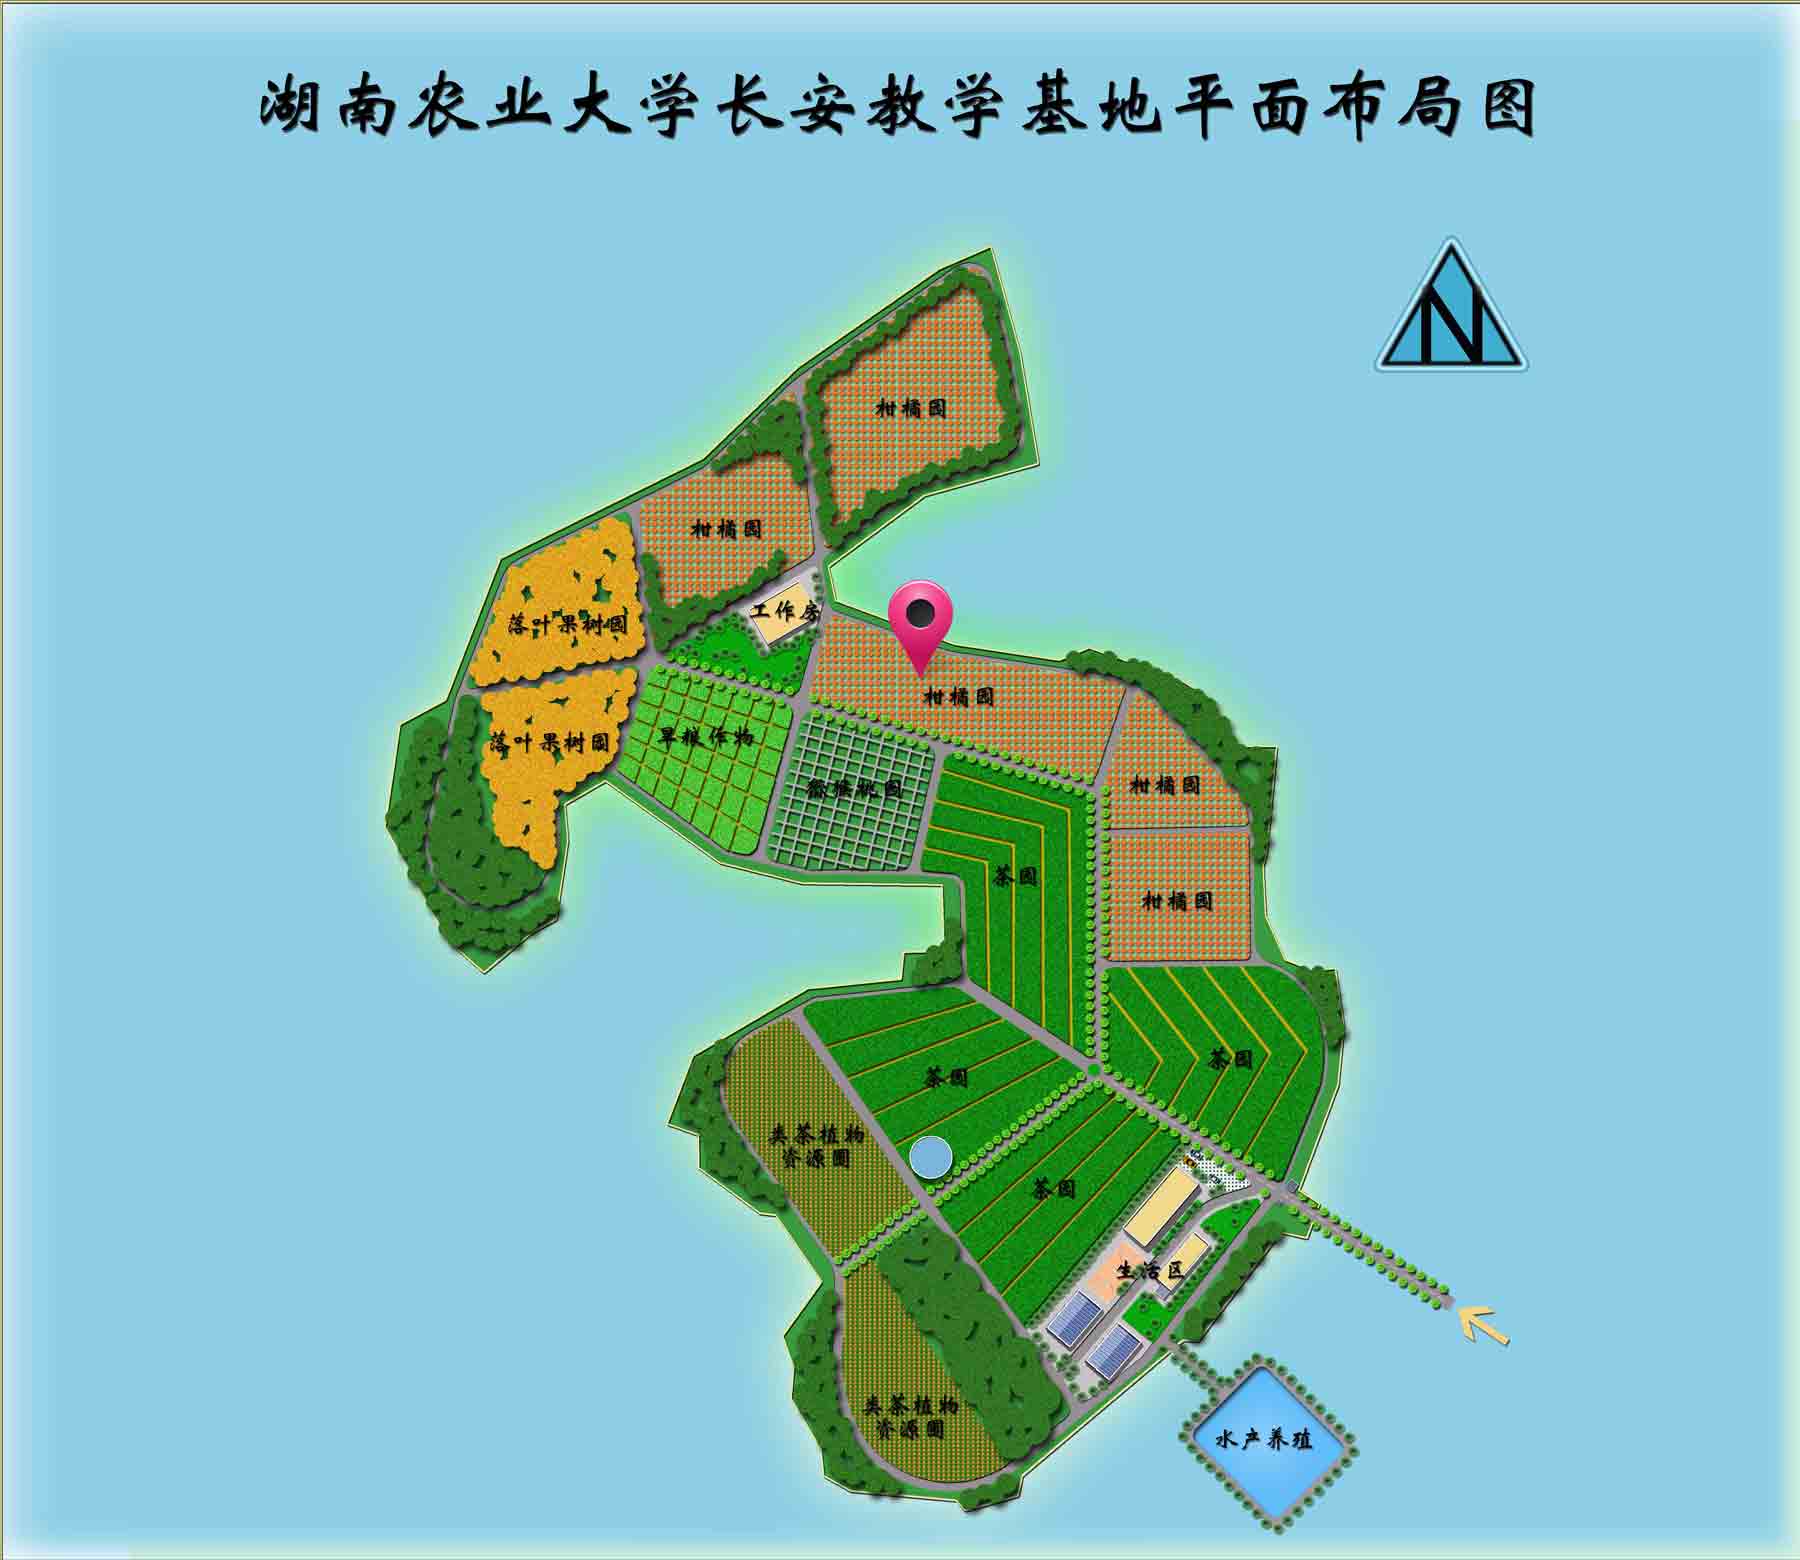 湖南农业大学长安教学基地平面布局图
N
柑橘园
柑橘园
工作房
落叶果树园
柑橘园
落叶果树园
旱粮作物
猕猴桃园
柑橘园
茶园
柑橘园
茶园
茶园
类茶植物
资源圃
茶园
生活区
类茶植物
资源圃
水产养殖